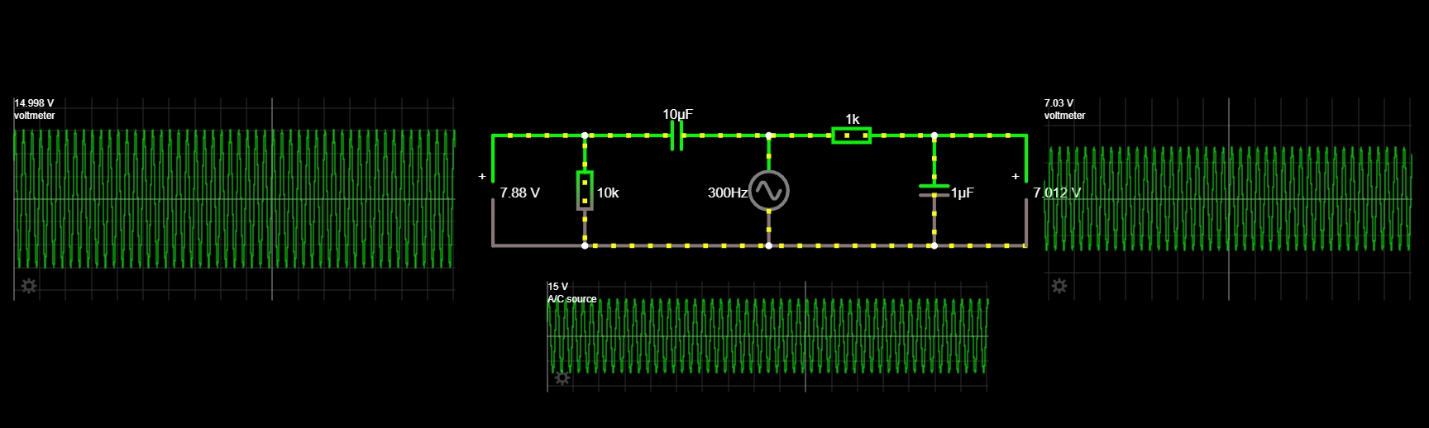 14.998 V
voltmeter
10µF
1k
7.03 V
voltmeter
+
7.88 V
10k
300Hz
1µF
+
7.012 V
15 V
A/C source